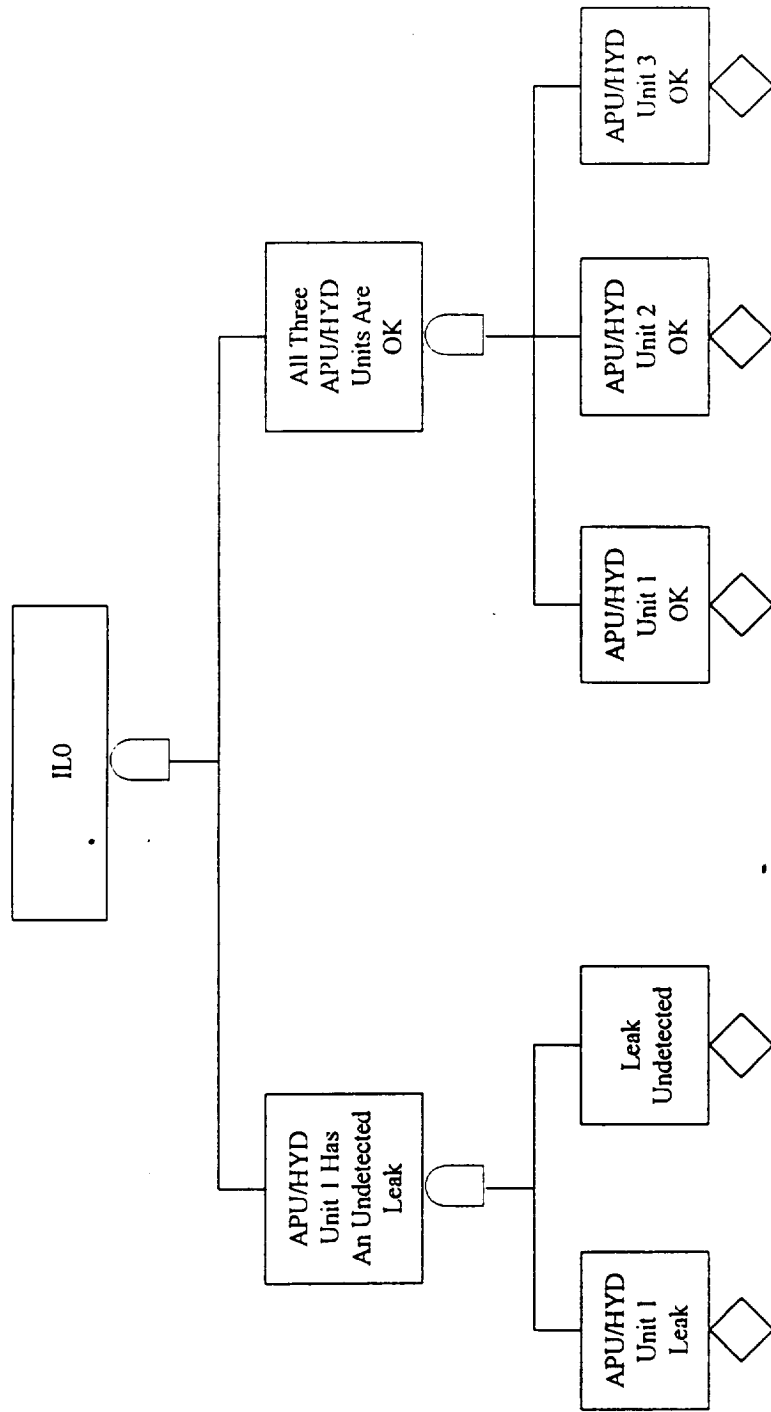 IL0
APU/HYD
Unit 1 Has
An Undetected
Leak
All Three
APU/HYD
Units Are
OK
APU/HYD
Unit 1
Leak
Leak
Undetected
APU/HYD
Unit 1
OK
APU/HYD
Unit 2
OK
APU/HYD
Unit 3
OK